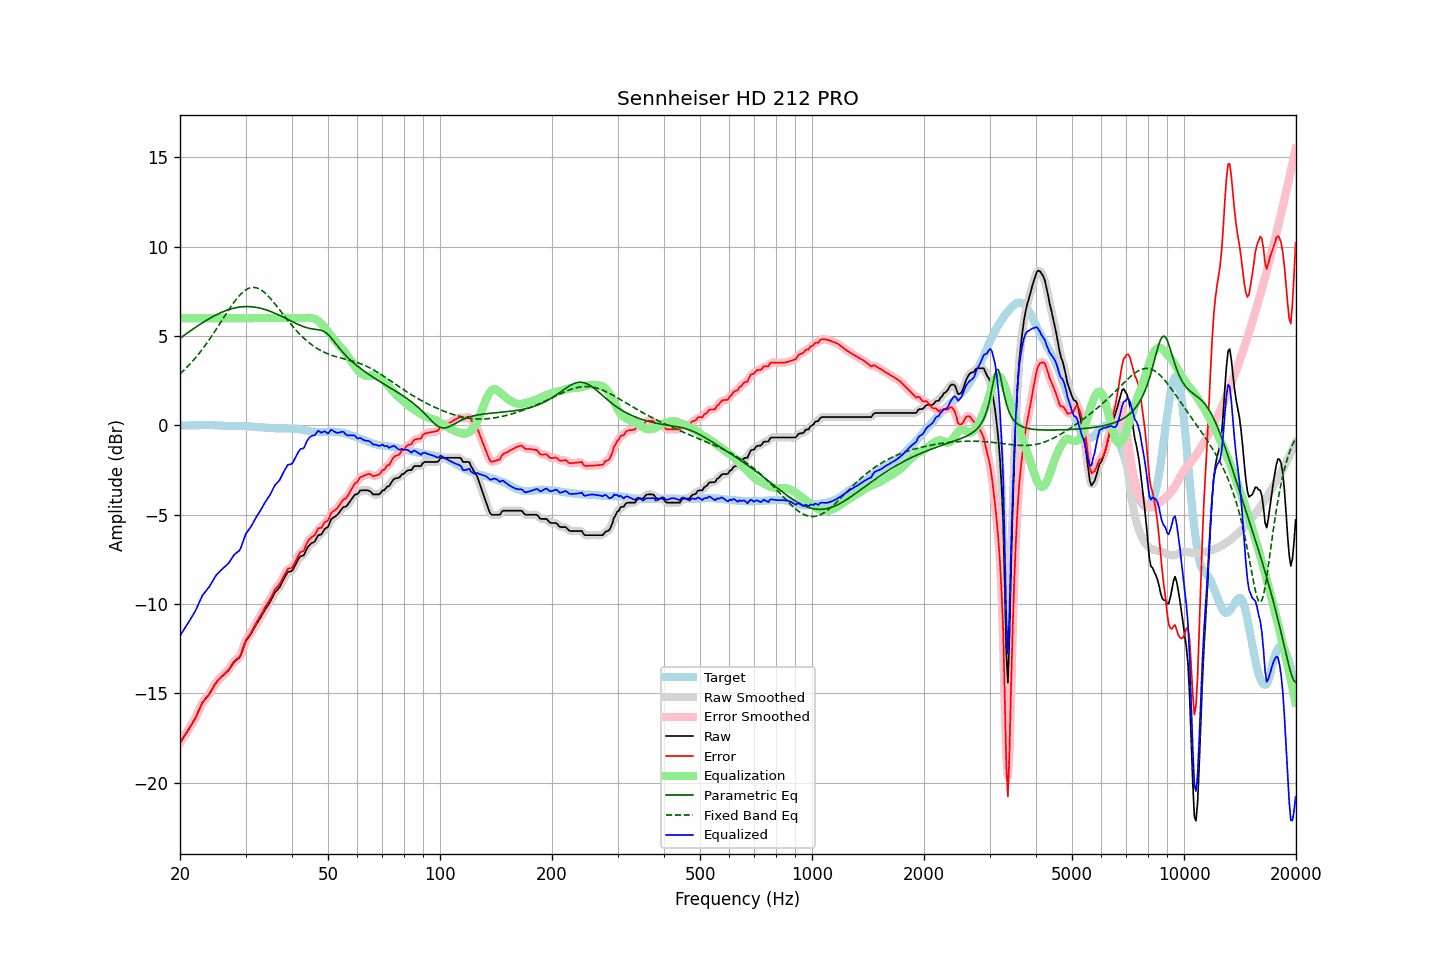 Sennheiser HD 212 PRO
Amplitude (dBr)
15
10
5
0
−5
−10
−15
−20
Target
Raw Smoothed
Error Smoothed
Raw
Error
Equalization
Parametric Eq
Fixed Band Eq
Equalized
20 50 100 200 500 1000 2000 5000 10000 20000
Frequency (Hz)